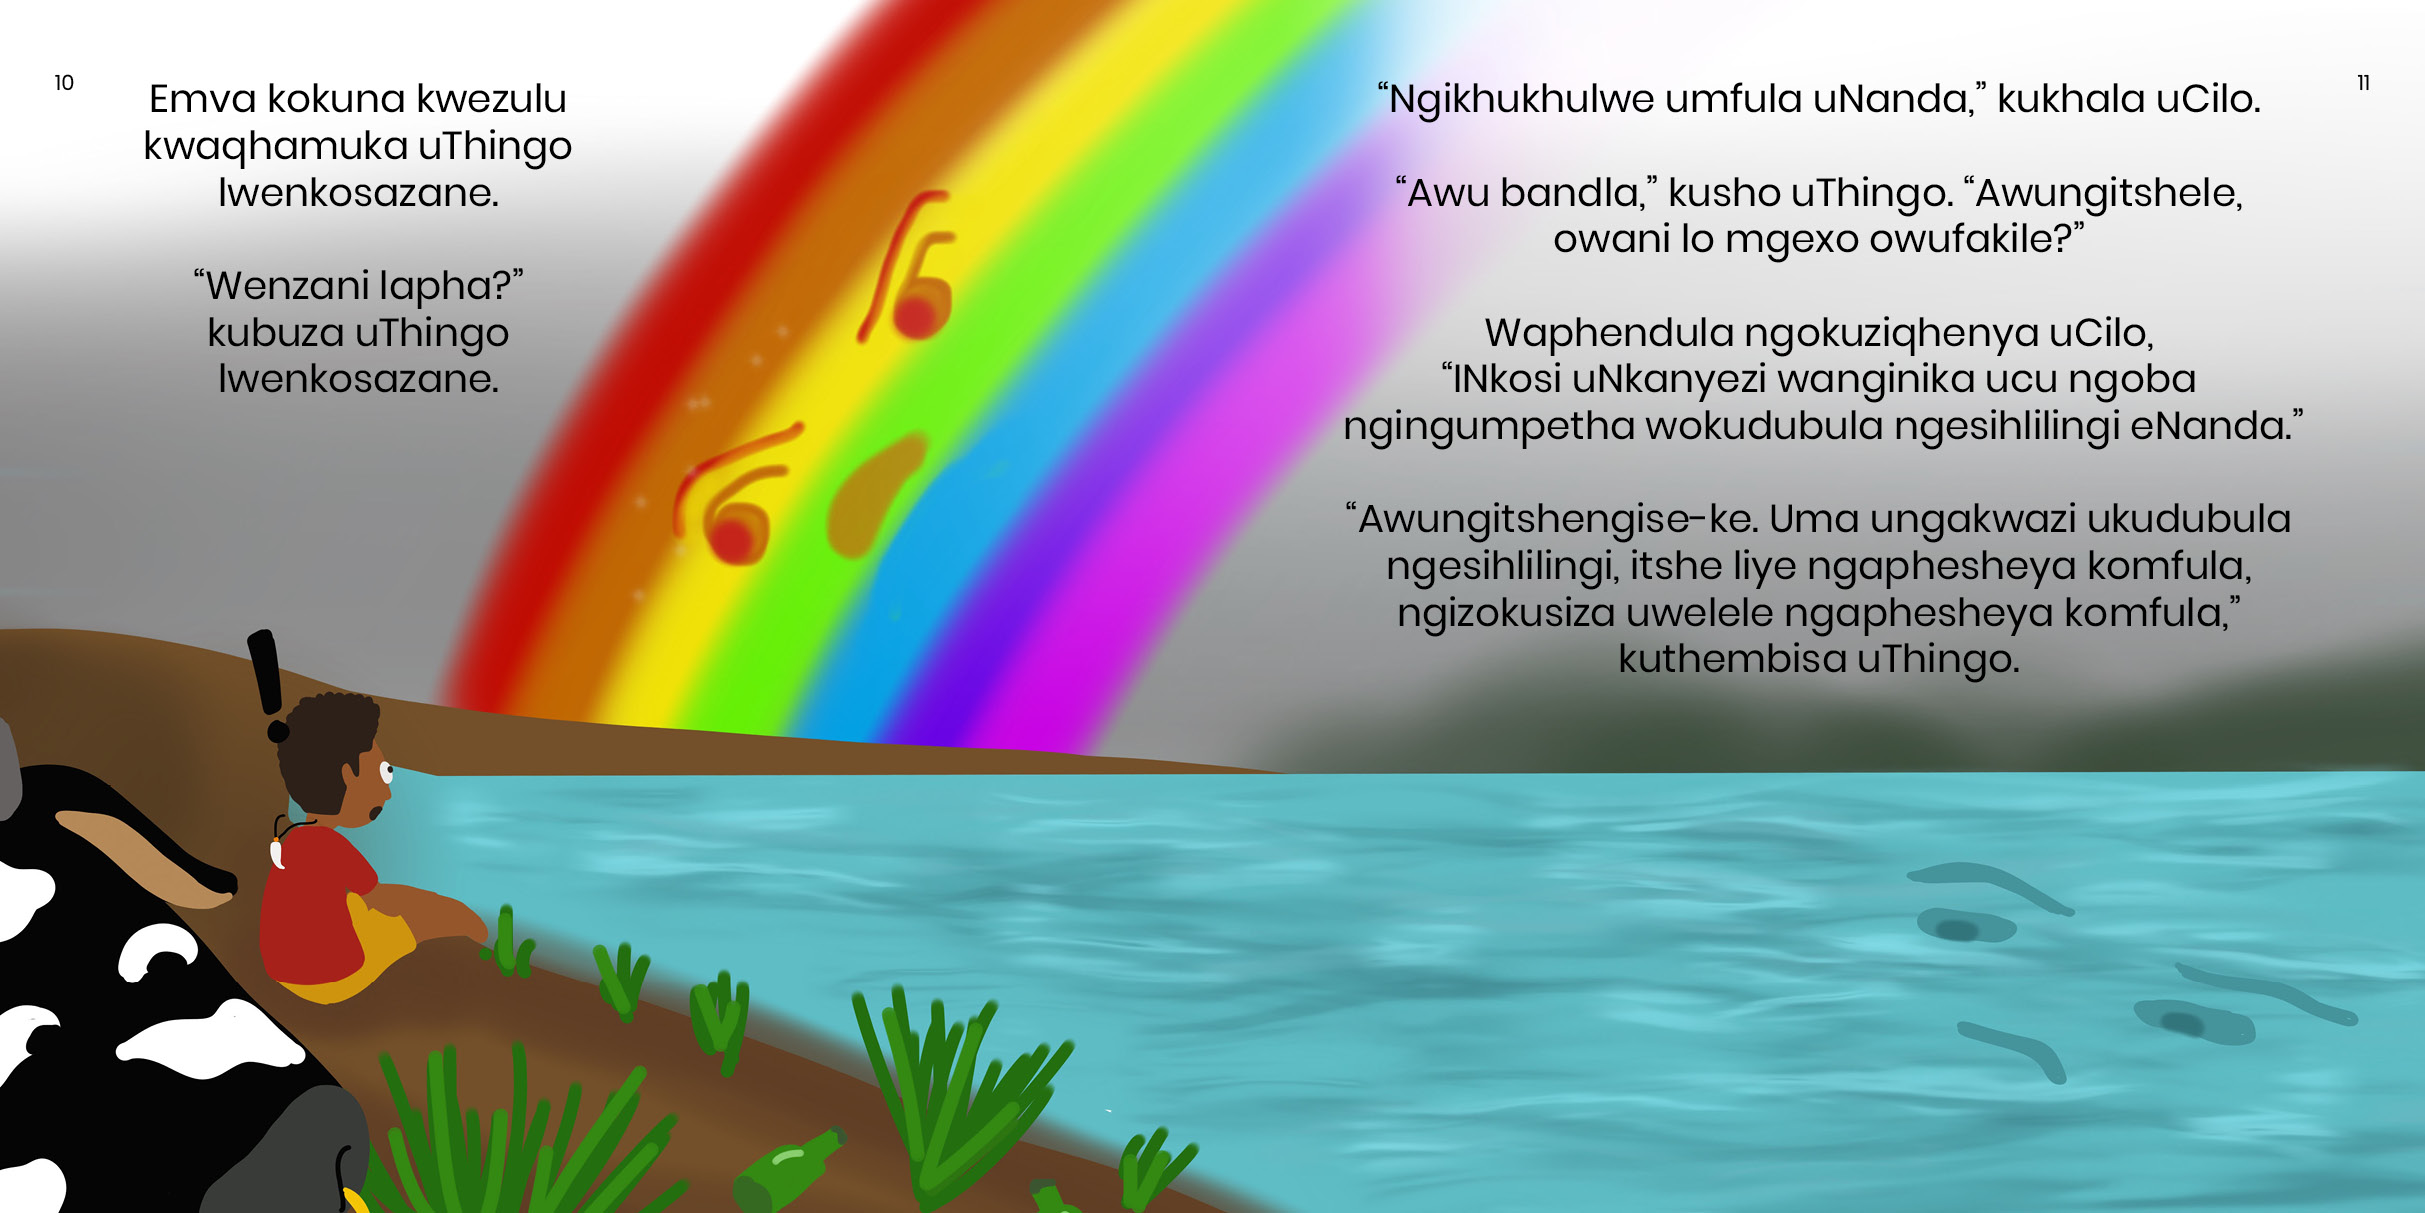 10
Emva kokuna kwezulu
kwaqhamuka uThingo
lwenkosazane.
“Wenzani lapha?”
kubuza uThingo
lwenkosazane.
11
“Ngikhukhulwe umfula uNanda,” kukhala uCilo.
“Awu bandla,” kusho uThingo. “Awungitshele,
owani lo mgexo owufakile?”
Waphendula ngokuziqhenya uCilo,
“INkosi uNkanyezi wanginika ucu ngoba
ngingumpetha wokudubula ngesihlilingi eNanda.”
“Awungitshengise-ke. Uma ungakwazi ukudubula
ngesihlilingi, itshe liye ngaphesheya komfula,
ngizokusiza uwelele ngaphesheya komfula,”
kuthembisa uThingo.